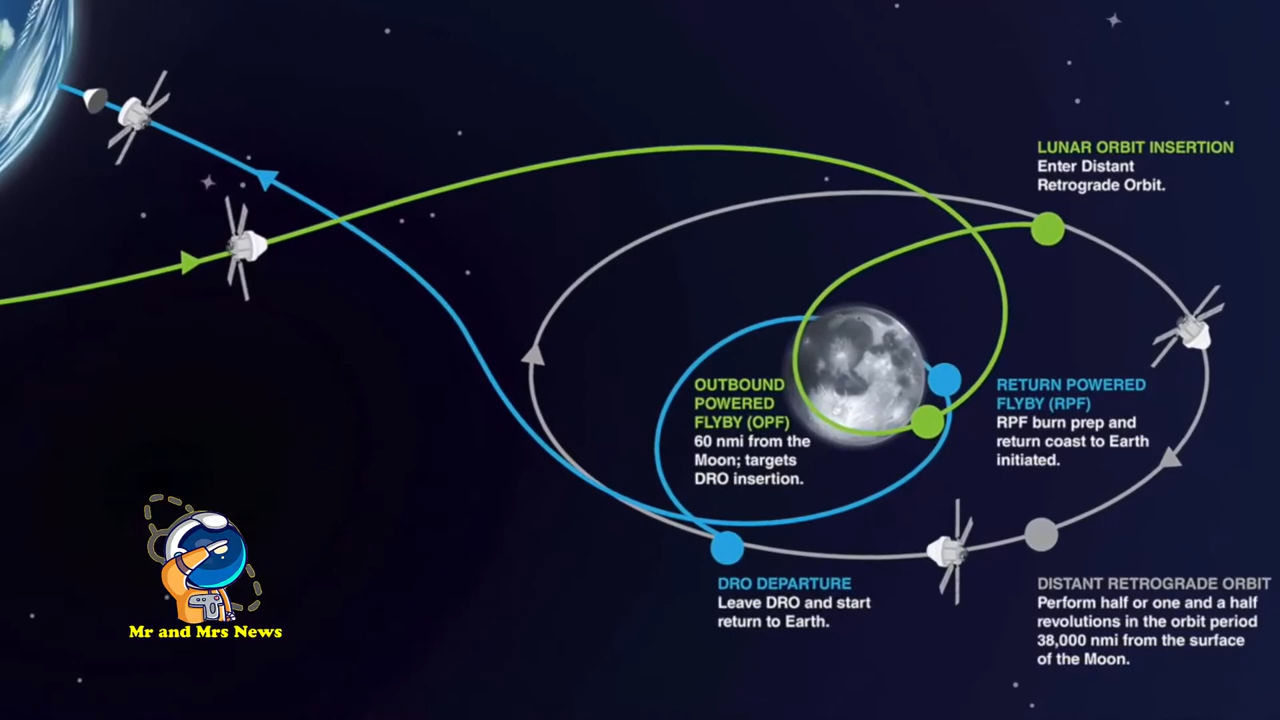 LUNAR ORBIT INSERTION
Enter Distant
Retrograde Orbit.
OUTBOUND
POWERED
FLYBY (OPF)
60 nmi from the
Moon; targets
DRO insertion.
RETURN POWERED
FLYBY (RPF)
RPF burn prep and
return coast to Earth
initiated.
DRO DEPARTURE
Leave DRO and start
return to Earth.
DISTANT RETROGRADE ORBIT
Perform half or one and a half
revolutions in the orbit period
38,000 nmi from the surface
of the Moon.
Mr and Mrs News